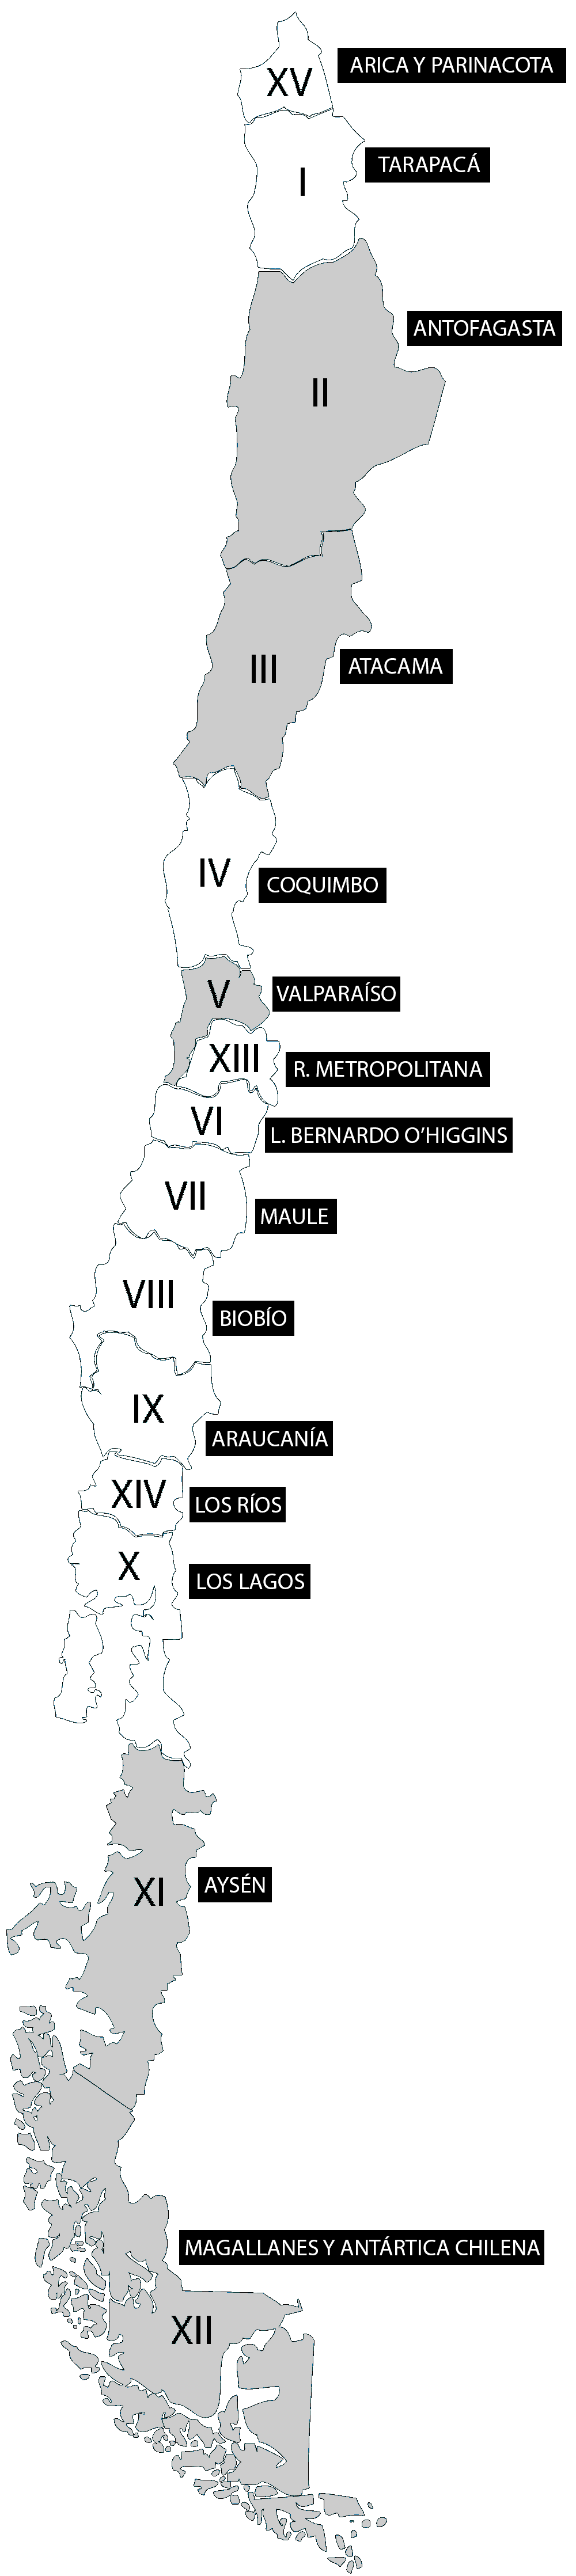 XV
ARICA Y PARINACOTA
I
TARAPACÁ
II
ANTOFAGASTA
III
ATACAMA
IV
COQUIMBO
V
VALPARAÍSO
XIII
R. METROPOLITANA
VI
L. BERNARDO O’HIGGINS
VII
MAULE
VIII
BIOBÍO
IX
ARAUCANÍA
XIV
LOS RÍOS
X
LOS LAGOS
XI
AYSÉN
MAGALLANES Y ANTÁRTICA CHILENA
XII